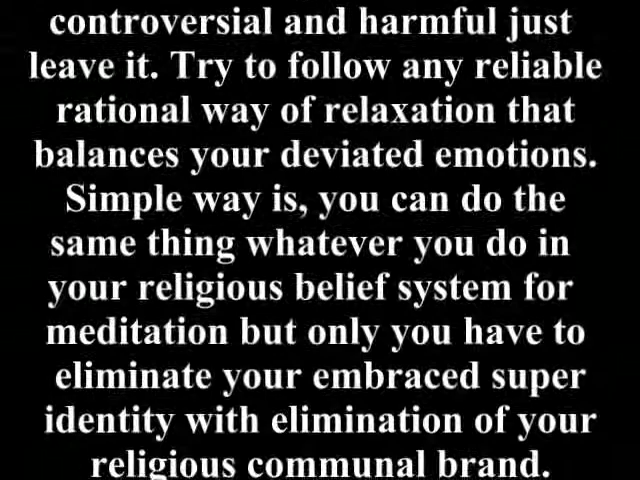 controversial and harmful just
leave it. Try to follow any reliable
rational way of relaxation that
balances your deviated emotions.
Simple way is, you can do the
same thing whatever you do in
your religious belief system for
meditation but only you have to
eliminate your embraced super
identity with elimination of your
religious communal brand.